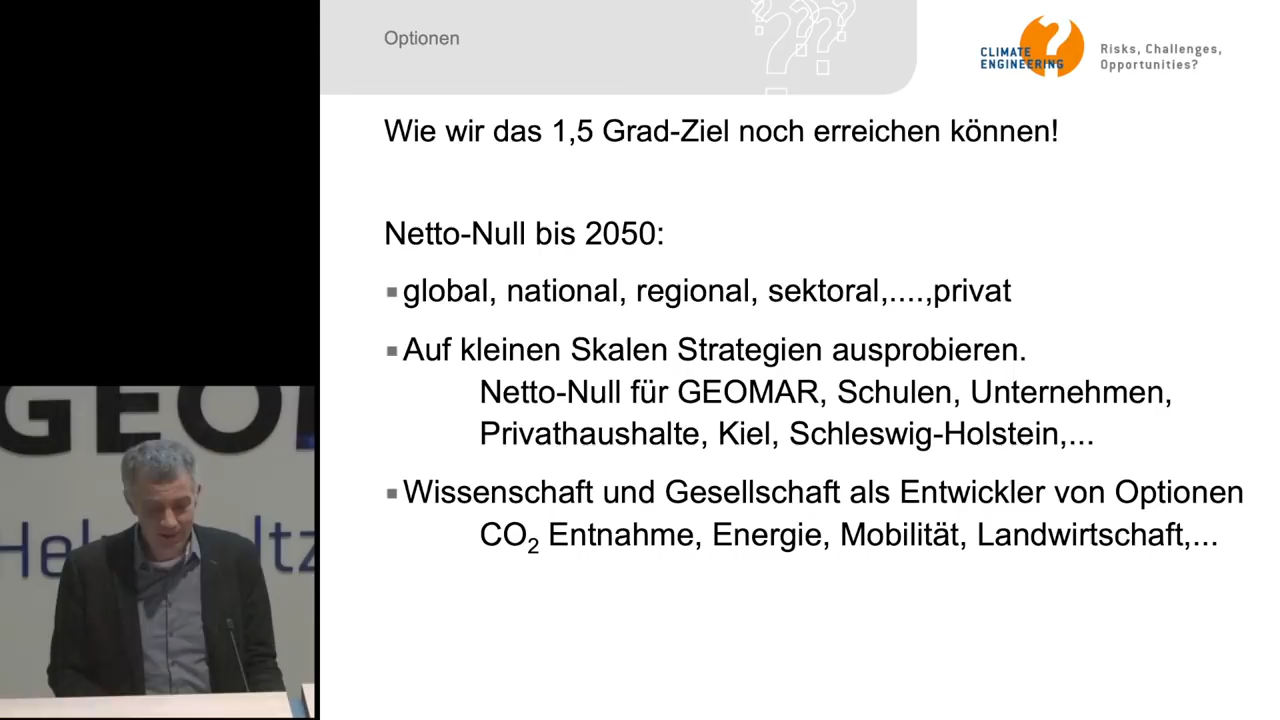 Optionen
CLIMATE
ENGINEERING
Risks, Challenges,
Opportunities?
Wie wir das 1,5 Grad-Ziel noch erreichen können!
Netto-Null bis 2050:
global, national, regional, sektoral,....,privat
Auf kleinen Skalen Strategien ausprobieren.
Netto-Null für GEOMAR, Schulen, Unternehmen,
Privathaushalte, Kiel, Schleswig-Holstein,...
Wissenschaft und Gesellschaft als Entwickler von Optionen
CO₂ Entnahme, Energie, Mobilität, Landwirtschaft,...